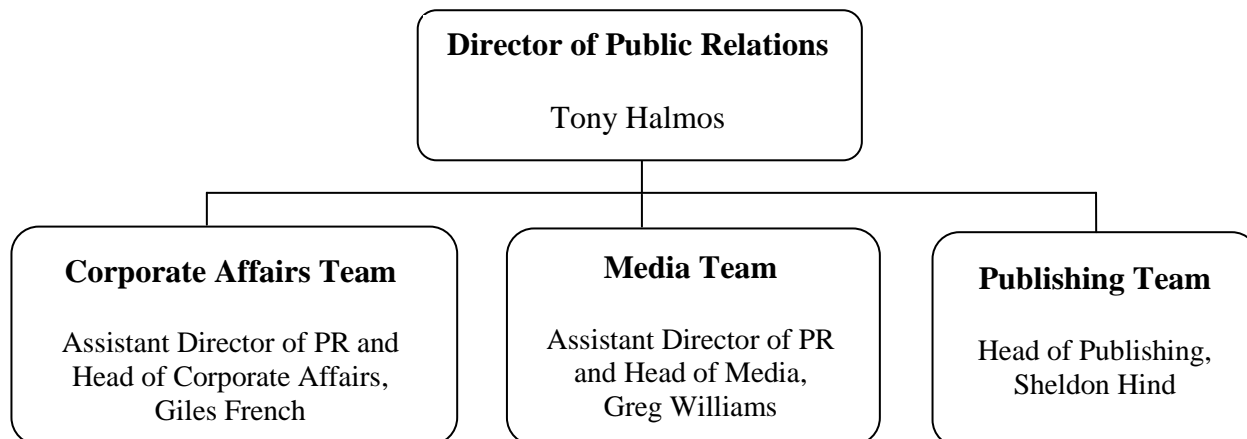 Director of Public Relations
Tony Halmos
Corporate Affairs Team
Assistant Director of PR and
Head of Corporate Affairs,
Giles French
Media Team
Assistant Director of PR
and Head of Media,
Greg Williams
Publishing Team
Head of Publishing,
Sheldon Hind